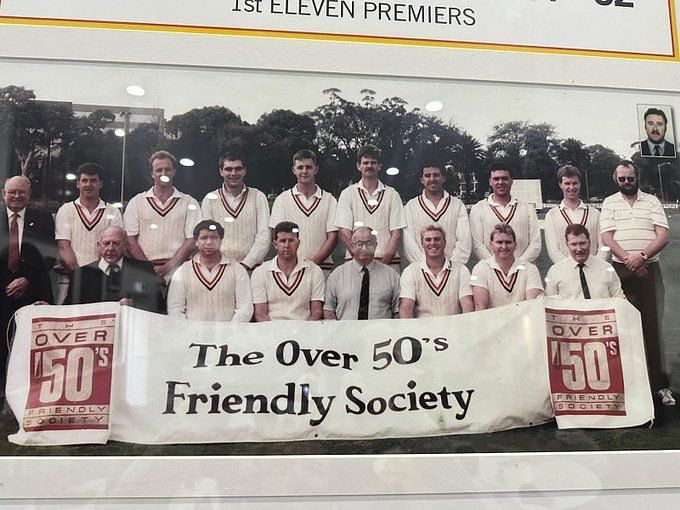 1st ELEVEN PREMIERS
THE
OVER
'50'S
FRIENDLY
SOCIETY
The Over 50's
Friendly Society
THE
OVER
'50'S
FRIENDLY
SOCIETY